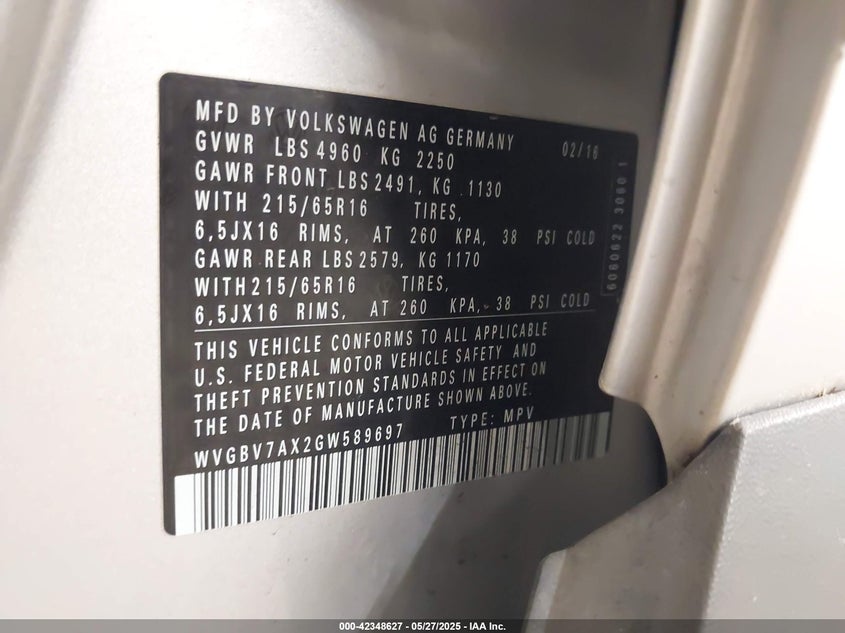 MFD BY VOLKSWAGEN AG GERMANY 02/16
GVWR LBS 4960 KG 2250
GAWR FRONT LBS 2491, KG 1130
WITH 215/65R16 TIRES,
6,5JX16 RIMS, AT 260 KPA, 38 PSI COLD
GAWR REAR LBS 2579, KG 1170
WITH 215/65R16 TIRES,
6,5JX16 RIMS, AT 260 KPA, 38 PSI COLD
THIS VEHICLE CONFORMS TO ALL APPLICABLE
U.S. FEDERAL MOTOR VEHICLE SAFETY AND
THEFT PREVENTION STANDARDS IN EFFECT ON
THE DATE OF MANUFACTURE SHOWN ABOVE.
WVGBV7AX2GW589697 TYPE: MPV
6060622 3060 1
000-42348627 - 05/27/2025 - IAA Inc.